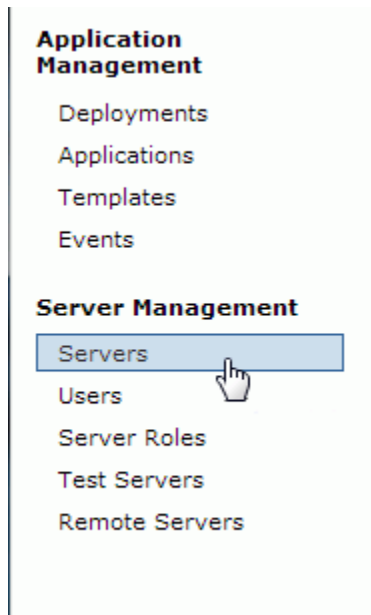 Application
Management
Deployments
Applications
Templates
Events
Server Management
Servers
Users
Server Roles
Test Servers
Remote Servers